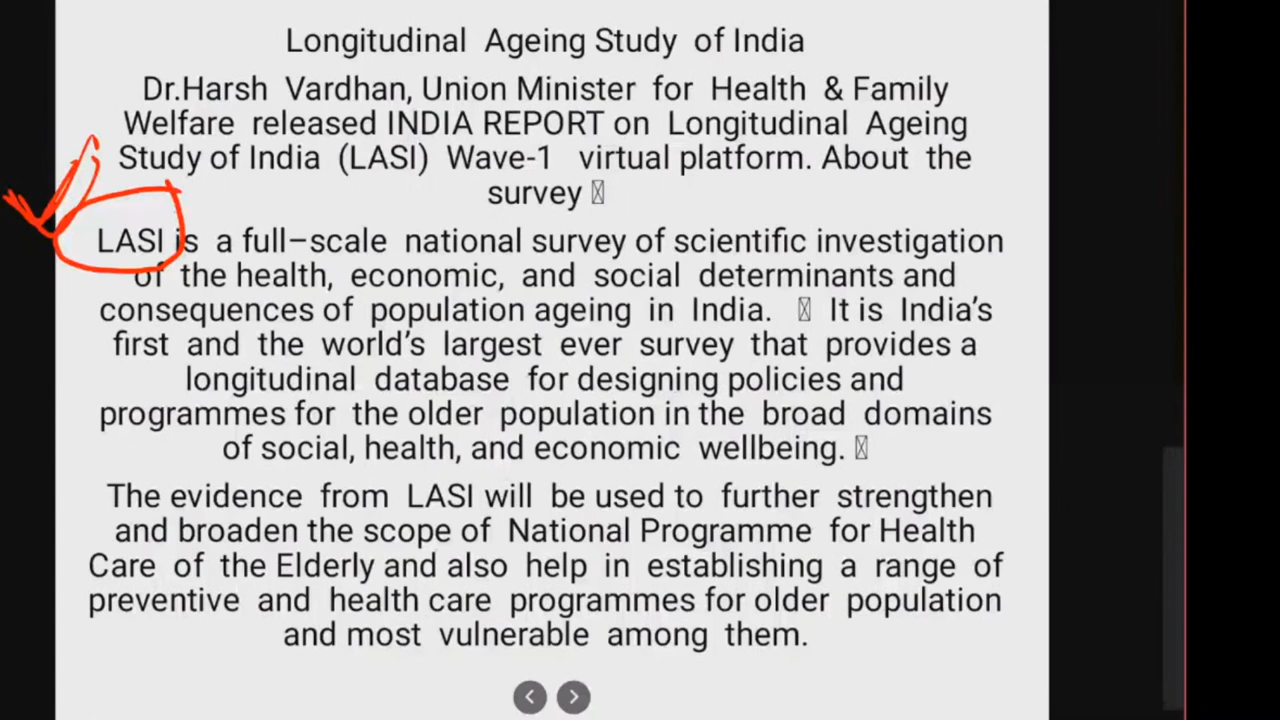 Longitudinal Ageing Study of India
Dr.Harsh Vardhan, Union Minister for Health & Family
Welfare released INDIA REPORT on Longitudinal Ageing
Study of India (LASI) Wave-1 virtual platform. About the
survey
LASI is a full–scale national survey of scientific investigation
of the health, economic, and social determinants and
consequences of population ageing in India. It is India’s
first and the world’s largest ever survey that provides a
longitudinal database for designing policies and
programmes for the older population in the broad domains
of social, health, and economic wellbeing.
The evidence from LASI will be used to further strengthen
and broaden the scope of National Programme for Health
Care of the Elderly and also help in establishing a range of
preventive and health care programmes for older population
and most vulnerable among them.